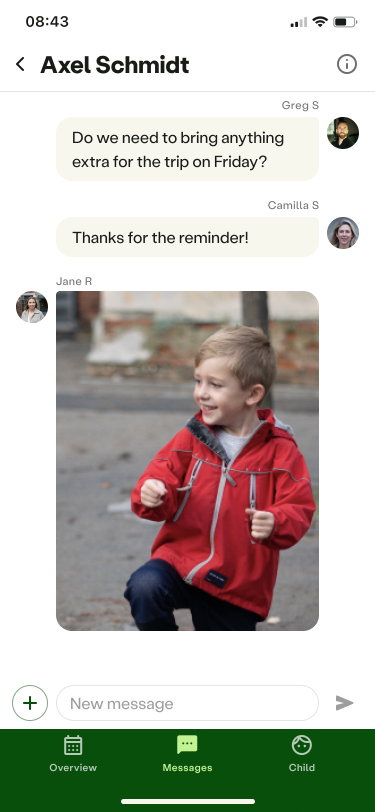 08:43
Axel Schmidt
Greg S
Do we need to bring anything
extra for the trip on Friday?
Camilla S
Thanks for the reminder!
Jane R
New message
Overview
Messages
Child